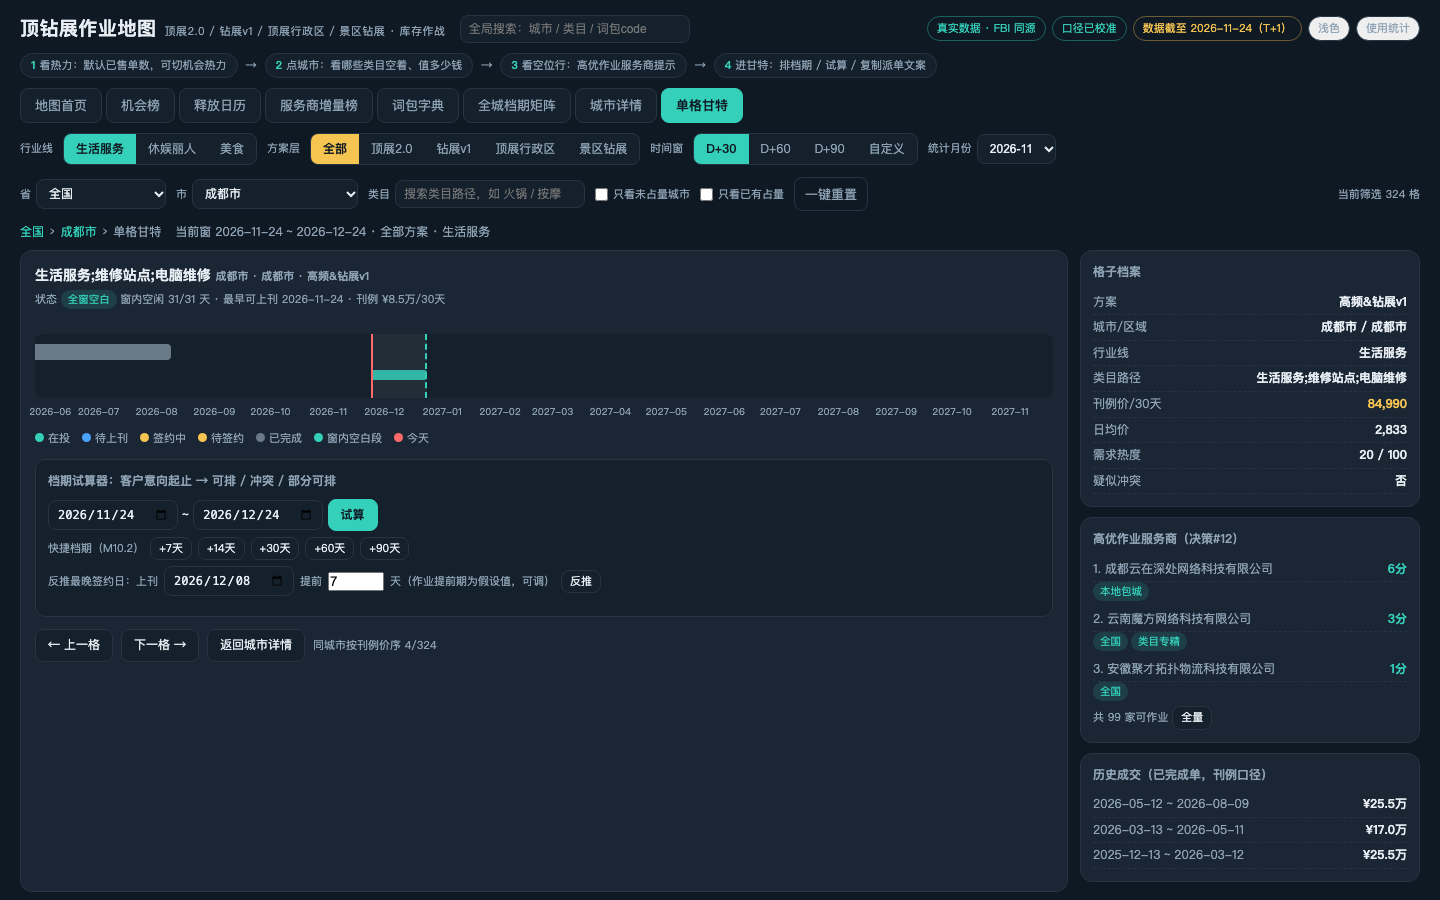 顶钻展作业地图 顶展2.0 / 钻展v1 / 顶展行政区 / 景区钻展 · 库存作战 全局搜索：城市 / 类目 / 词包code 真实数据 · FBI 同源 口径已校准 数据截至 2026-11-24（T+1） 浅色 使用统计
1 看热力：默认已售单数，可切机会热力 → 2 点城市：看哪些类目空着、值多少钱 → 3 看空位行：高优作业服务商提示 → 4 进甘特：排档期 / 试算 / 复制派单文案
地图首页 机会榜 释放日历 服务商增量榜 词包字典 全城档期矩阵 城市详情 单格甘特
行业线 生活服务 休娱丽人 美食 方案层 全部 顶展2.0 钻展v1 顶展行政区 景区钻展 时间窗 D+30 D+60 D+90 自定义 统计月份 2026-11
省 全国 市 成都市 类目 搜索类目路径，如 火锅 / 按摩 只看未占量城市 只看已有占量 一键重置 当前筛选 324 格
全国 › 成都市 › 单格甘特 当前窗 2026-11-24 ~ 2026-12-24 · 全部方案 · 生活服务
生活服务;维修站点;电脑维修 成都市 · 成都市 · 高频&钻展v1
状态 全窗空白 窗内空闲 31/31 天 · 最早可上刊 2026-11-24 · 刊例 ¥8.5万/30天
2026-06 2026-07 2026-08 2026-09 2026-10 2026-11 2026-12 2027-01 2027-02 2027-03 2027-04 2027-05 2027-06 2027-07 2027-08 2027-09 2027-10 2027-11
在投 待上刊 签约中 待签约 已完成 窗内空白段 今天
档期试算器：客户意向起止 → 可排 / 冲突 / 部分可排
2026/11/24 ~ 2026/12/24 试算
快捷档期（M10.2） +7天 +14天 +30天 +60天 +90天
反推最晚签约日：上刊 2026/12/08 提前 7 天（作业提前期为假设值，可调） 反推
← 上一格 下一格 → 返回城市详情 同城市按刊例价序 4/324
格子档案
方案 高频&钻展v1
城市/区域 成都市 / 成都市
行业线 生活服务
类目路径 生活服务;维修站点;电脑维修
刊例价/30天 84,990
日均价 2,833
需求热度 20 / 100
疑似冲突 否
高优作业服务商（决策#12）
1. 成都云在深处网络科技有限公司 6分
本地包城
2. 云南魔方网络科技有限公司 3分
全国 类目专精
3. 安徽聚才拓扑物流科技有限公司 1分
全国
共 99 家可作业 全量
历史成交（已完成单，刊例口径）
2026-05-12 ~ 2026-08-09 ¥25.5万
2026-03-13 ~ 2026-05-11 ¥17.0万
2025-12-13 ~ 2026-03-12 ¥25.5万